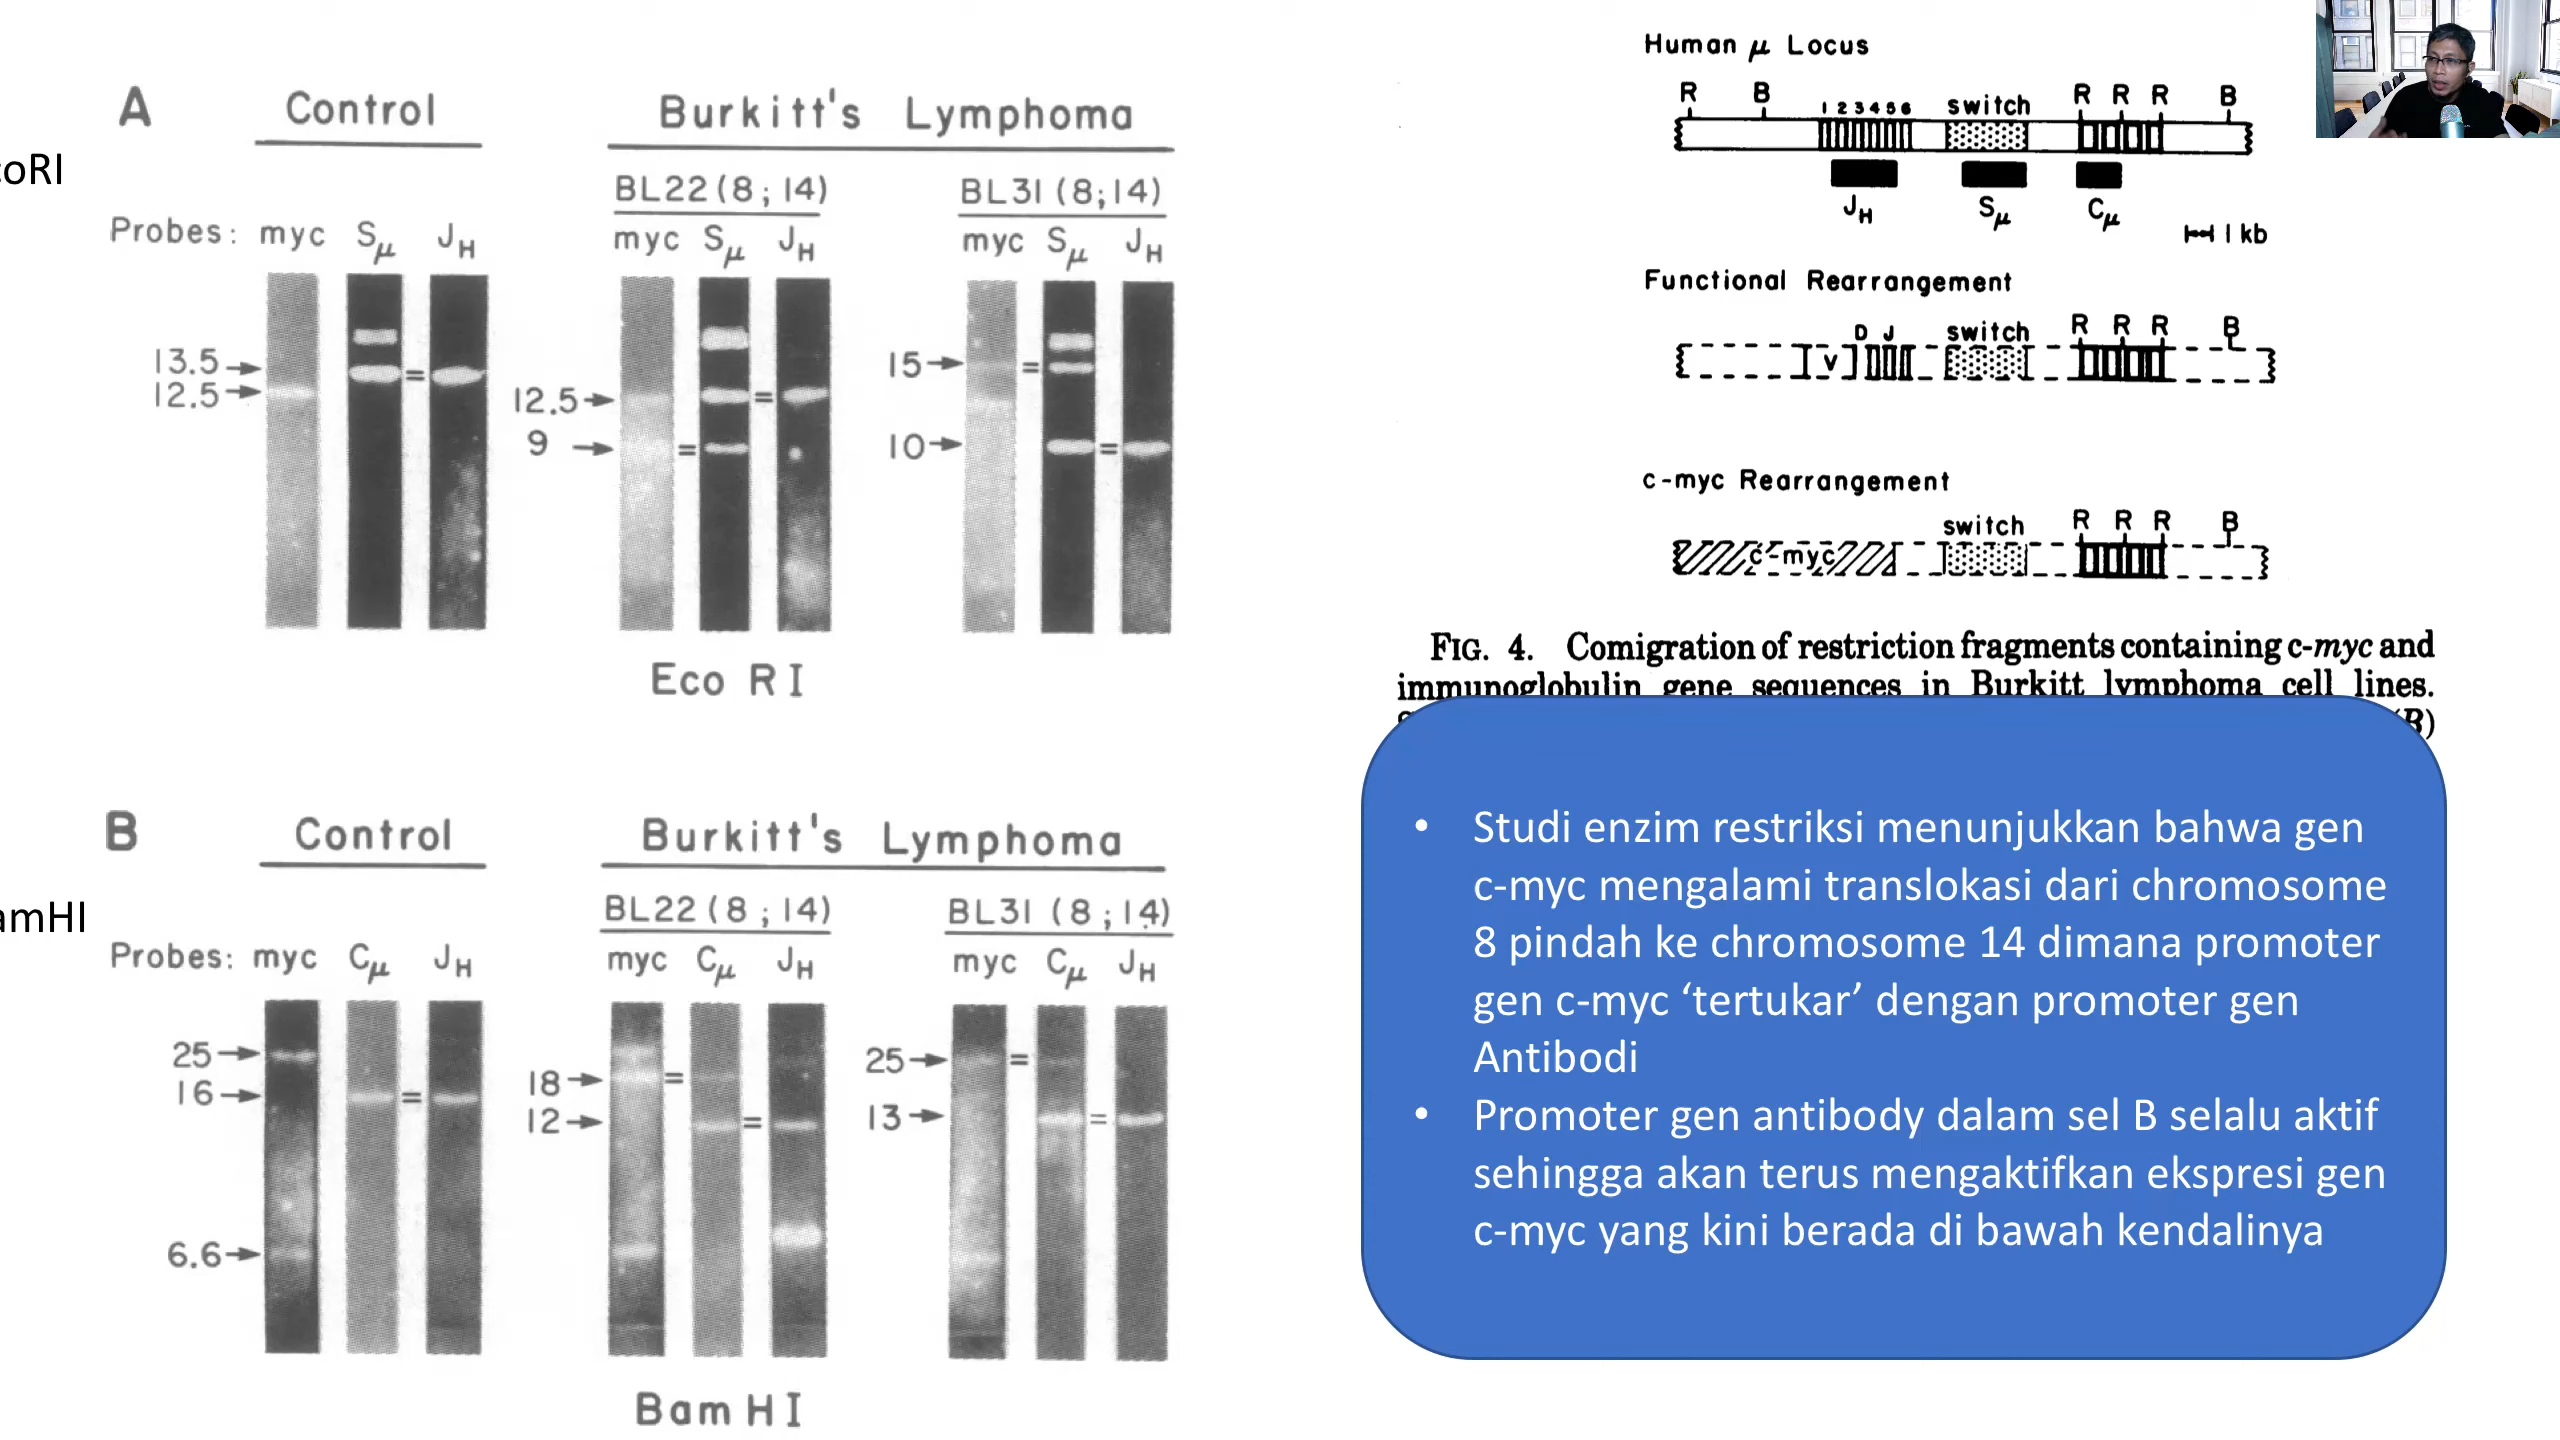 coRI
A
Control
Burkitt's Lymphoma
BL22 (8; 14)
BL31 (8;14)
Probes: myc Sμ JH
myc Sμ JH
myc Sμ JH
13.5
12.5
=
12.5
9
=
=
15
10
=
=
Eco RI
amHI
B
Control
Burkitt's Lymphoma
BL22 (8; 14)
BL31 (8;14)
Probes: myc Cμ JH
myc Cμ JH
myc Cμ JH
25
16
6.6
=
18
12
=
=
25
13
=
=
Bam HI
Human μ Locus
R B 1 2 3 4 5 6 switch R R R B
JH Sμ Cμ
1 kb
Functional Rearrangement
D J switch R R R B
V
c-myc Rearrangement
switch R R R B
c-myc
FIG. 4. Comigration of restriction fragments containing c-myc and
immunoglobulin gene sequences in Burkitt lymphoma cell lines.
(B)
• Studi enzim restriksi menunjukkan bahwa gen
c-myc mengalami translokasi dari chromosome
8 pindah ke chromosome 14 dimana promoter
gen c-myc ‘tertukar’ dengan promoter gen
Antibodi
• Promoter gen antibody dalam sel B selalu aktif
sehingga akan terus mengaktifkan ekspresi gen
c-myc yang kini berada di bawah kendalinya